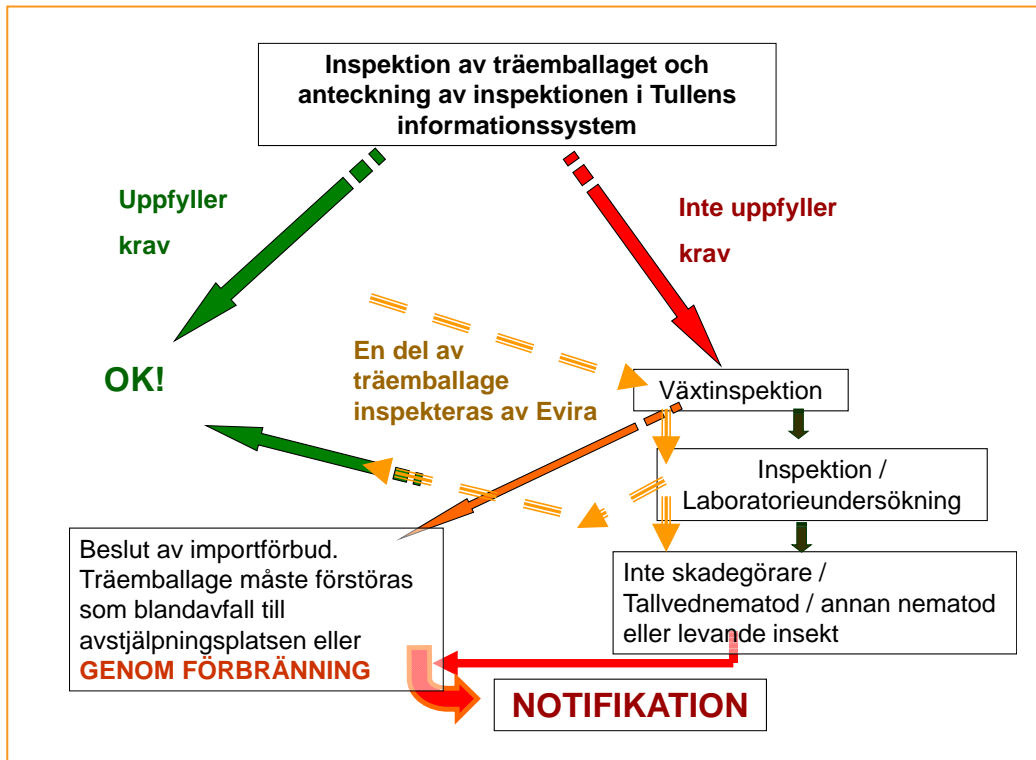 Inspektion av träemballaget och
anteckning av inspektionen i Tullens
informationssystem
Uppfyller
krav
Inte uppfyller
krav
OK!
En del av
träemballage
inspekteras av Evira
Växtinspektion
Inspektion /
Laboratorieundersökning
Beslut av importförbud.
Träemballage måste förstöras
som blandavfall till
avstjälpningsplatsen eller
GENOM FÖRBRÄNNING
Inte skadegörare /
Tallvednematod / annan nematod
eller levande insekt
NOTIFIKATION